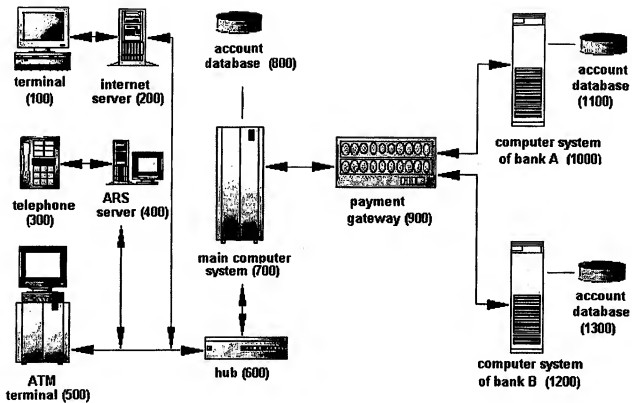 terminal
(100)
internet
server (200)
account
database (800)
account
database
(1100)
computer system
of bank A (1000)
telephone
(300)
ARS
server (400)
payment
gateway (900)
main computer
system (700)
account
database
(1300)
ATM
terminal (500)
hub (600)
computer system
of bank B (1200)